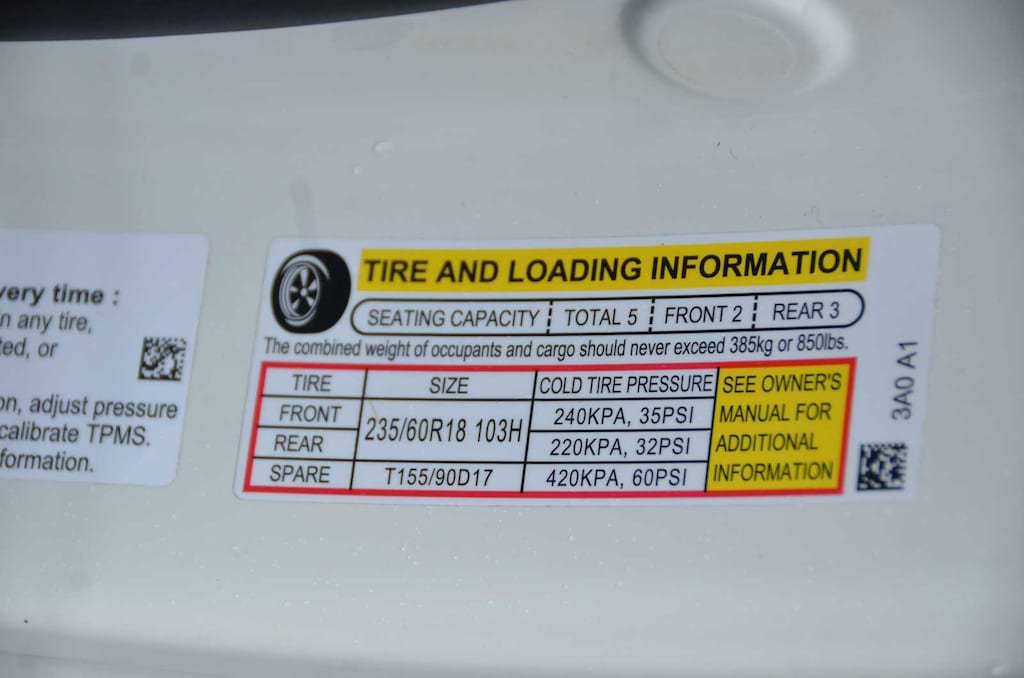 very time :
n any tire,
ted, or
on, adjust pressure
calibrate TPMS.
formation.
TIRE AND LOADING INFORMATION
SEATING CAPACITY TOTAL 5 FRONT 2 REAR 3
The combined weight of occupants and cargo should never exceed 385kg or 850lbs.
TIRE SIZE COLD TIRE PRESSURE SEE OWNER'S
FRONT 235/60R18 103H 240KPA, 35PSI MANUAL FOR
REAR 220KPA, 32PSI ADDITIONAL
SPARE T155/90D17 420KPA, 60PSI INFORMATION
3A0 A1